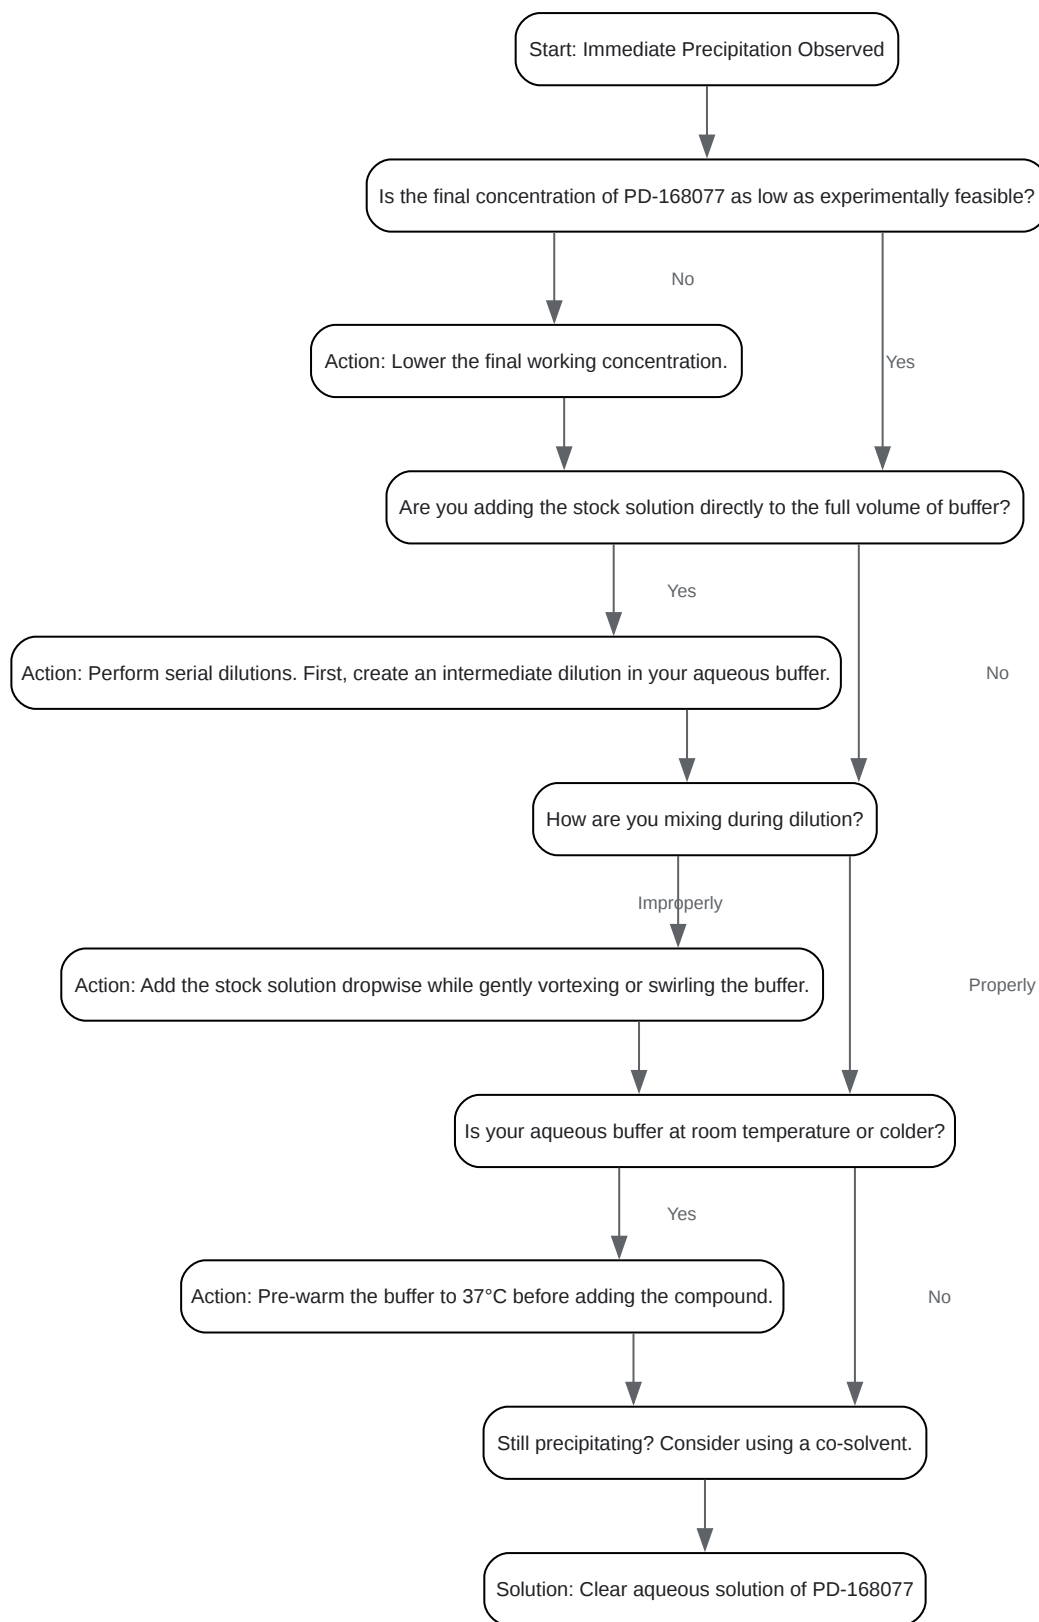 Start: Immediate Precipitation Observed
Is the final concentration of PD-168077 as low as experimentally feasible?
No
Action: Lower the final working concentration.
Yes
Are you adding the stock solution directly to the full volume of buffer?
Yes
Action: Perform serial dilutions. First, create an intermediate dilution in your aqueous buffer.
No
How are you mixing during dilution?
Improperly
Action: Add the stock solution dropwise while gently vortexing or swirling the buffer.
Properly
Is your aqueous buffer at room temperature or colder?
Yes
Action: Pre-warm the buffer to 37°C before adding the compound.
No
Still precipitating? Consider using a co-solvent.
Solution: Clear aqueous solution of PD-168077